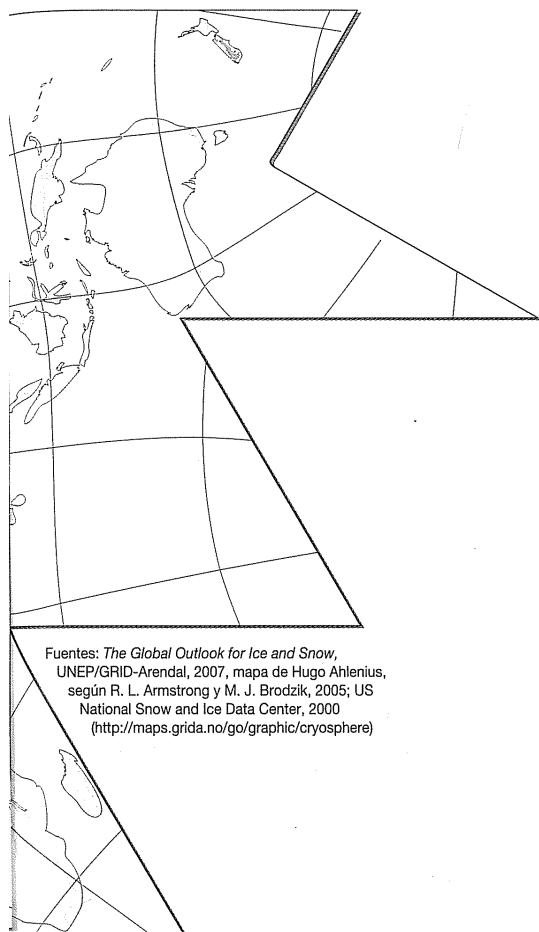 Fuentes: The Global Outlook for Ice and Snow,
UNEP/GRID-Arendal, 2007, mapa de Hugo Ahlenius,
según R. L. Armstrong y M. J. Brodzik, 2005; US
National Snow and Ice Data Center, 2000
(http://maps.grida.no/go/graphic/cryosphere)